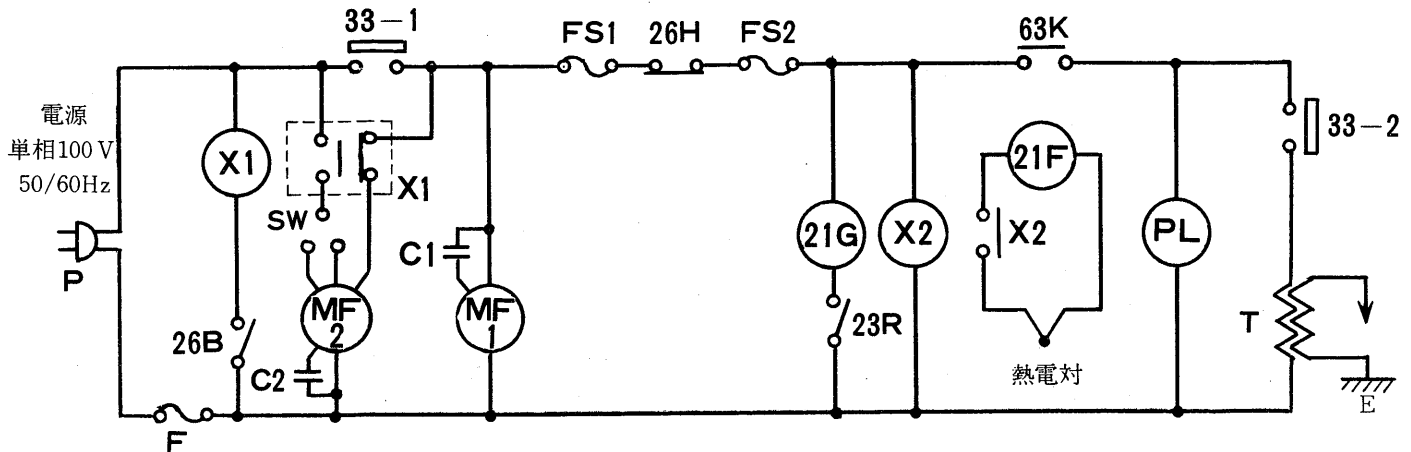 33-1
FS1
26H
FS2
63K
電源
単相100V
50/60Hz
P
X1
X1
SW
26B
MF
2
C2
C1
MF
1
F
21G
23R
X2
21F
X2
熱電対
PL
33-2
T
E